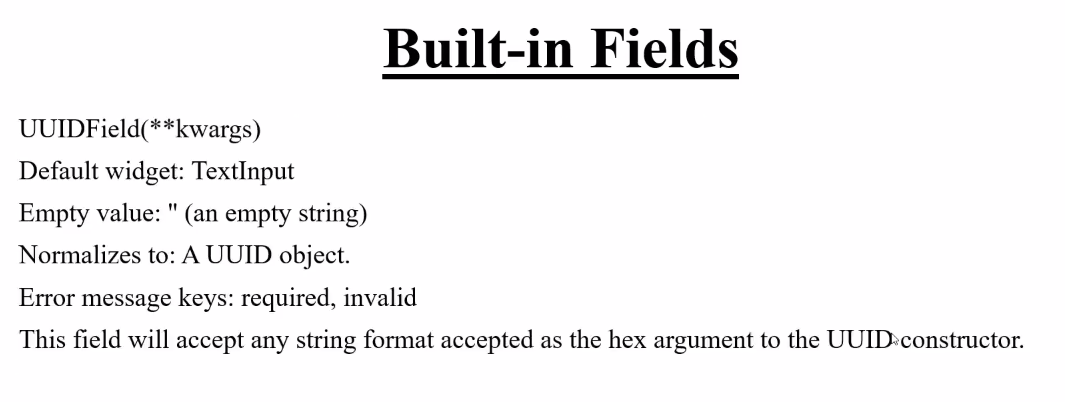 Built-in Fields
UUIDField(**kwargs)
Default widget: TextInput
Empty value: '' (an empty string)
Normalizes to: A UUID object.
Error message keys: required, invalid
This field will accept any string format accepted as the hex argument to the UUID constructor.